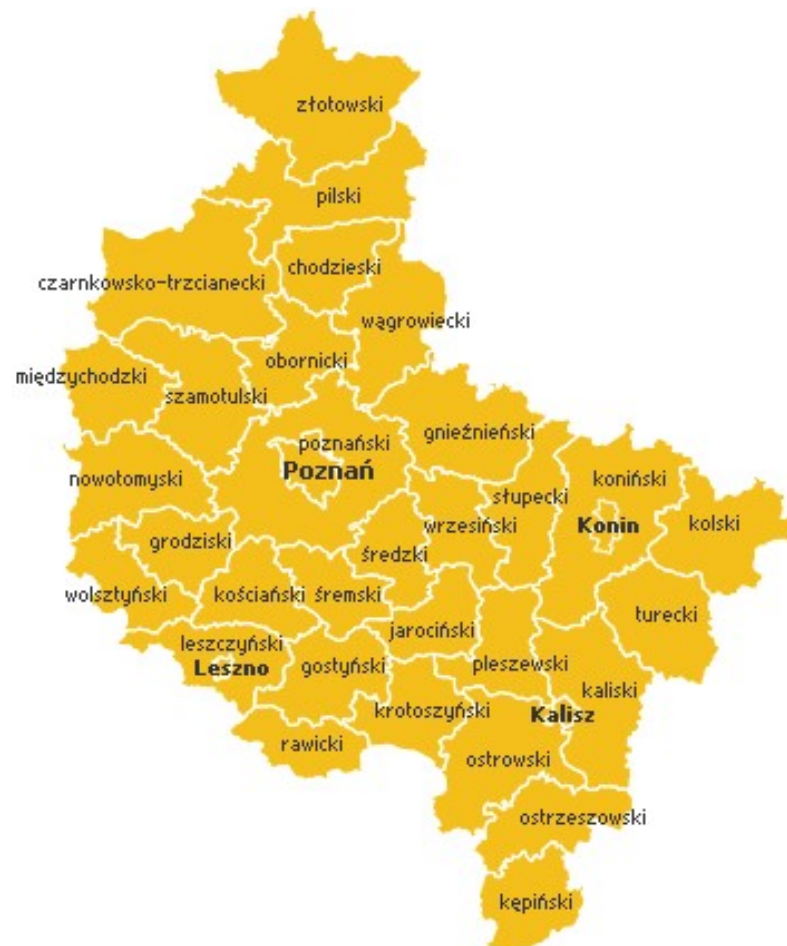 złotowski
pilski
chodzieski
czarnkowsko-trzcianecki
wągrowiecki
obornicki
międzychodzki
szamotulski
gnieźnieński
poznański
Poznań
nowotomyski
koniński
słupecki
wrzesiński
Konin
kolski
grodziski
średzki
wolsztyński
kościański
śremski
turecki
jarociński
leszczyński
Leszno
gostyński
pleszewski
kaliski
krotoszyński
Kalisz
rawicki
ostrowski
ostrzeszowski
kępiński